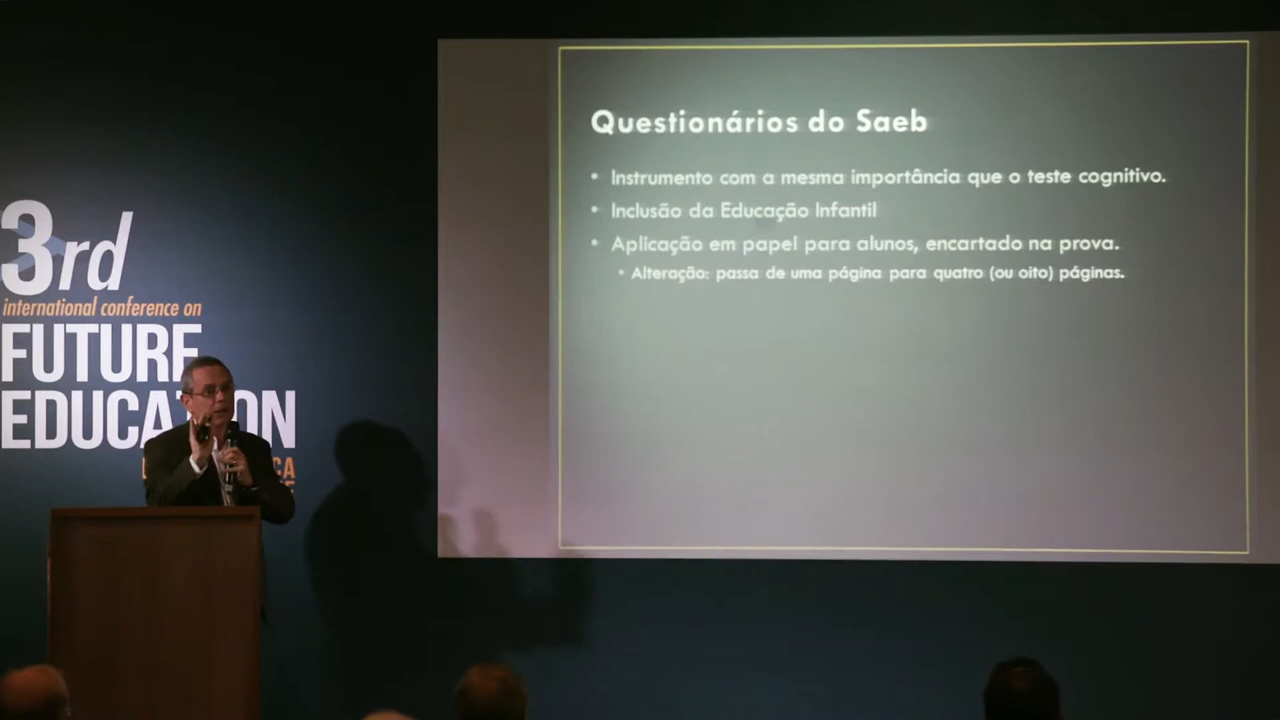 3rd
international conference on
FUTURE
EDUCA ON
CA
Questionários do Saeb
• Instrumento com a mesma importância que o teste cognitivo.
• Inclusão da Educação Infantil
• Aplicação em papel para alunos, encartado na prova.
• Alteração: passa de uma página para quatro (ou oito) páginas.